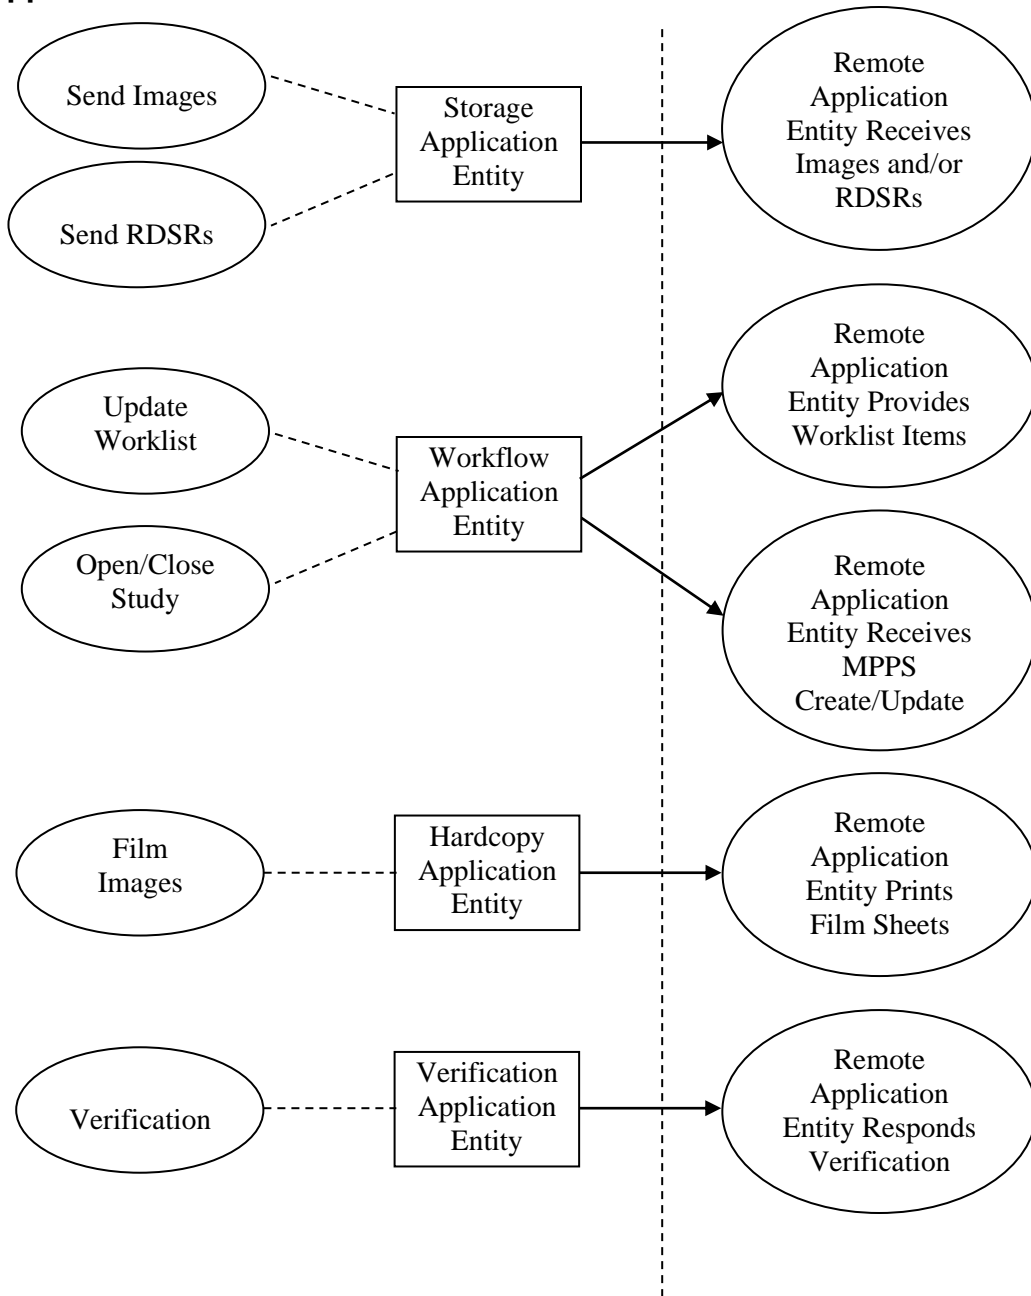 Send Images
Send RDSRs
Storage
Application
Entity
Remote
Application
Entity Receives
Images and/or
RDSRs
Update
Worklist
Open/Close
Study
Workflow
Application
Entity
Remote
Application
Entity Provides
Worklist Items
Remote
Application
Entity Receives
MPPS
Create/Update
Film
Images
Hardcopy
Application
Entity
Remote
Application
Entity Prints
Film Sheets
Verification
Verification
Application
Entity
Remote
Application
Entity Responds
Verification